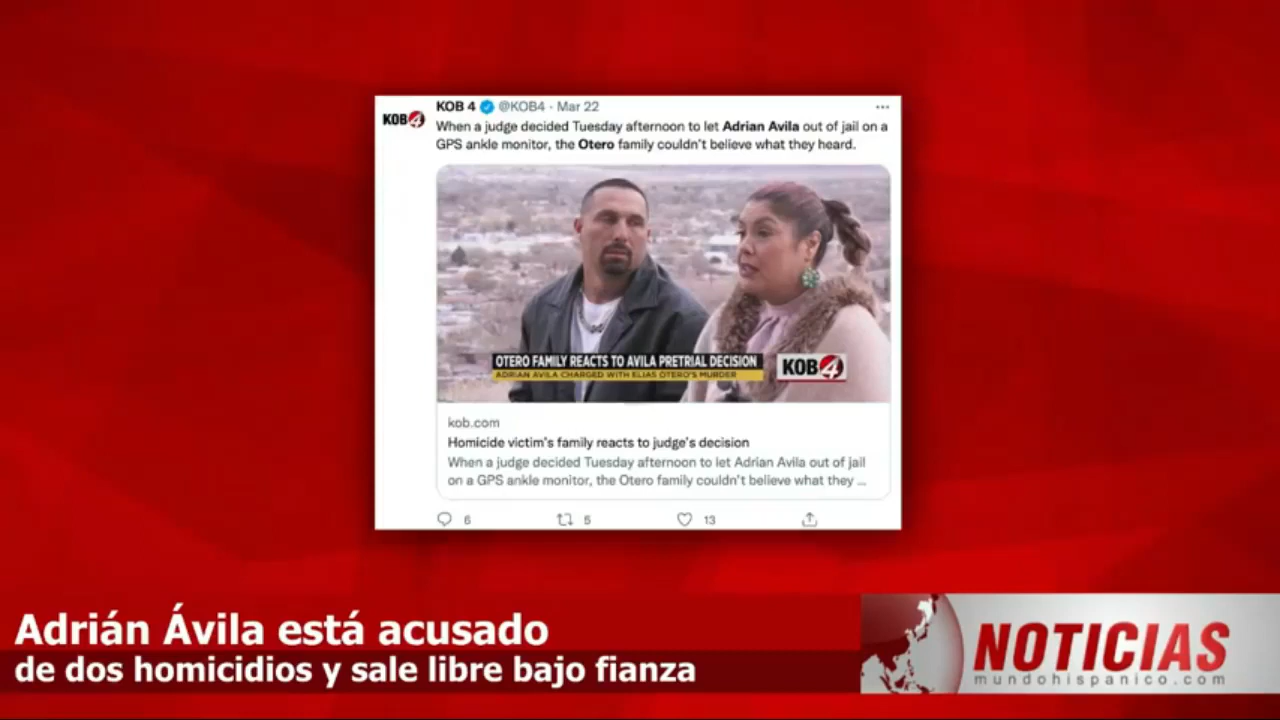 KOB 4 @KOB4 · Mar 22
KOB4
When a judge decided Tuesday afternoon to let Adrian Avila out of jail on a
GPS ankle monitor, the Otero family couldn't believe what they heard.
OTERO FAMILY REACTS TO AVILA PRETRIAL DECISION
ADRIAN AVILA CHARGED WITH ELIAS OTERO'S MURDER
KOB4
kob.com
Homicide victim's family reacts to judge's decision
When a judge decided Tuesday afternoon to let Adrian Avila out of jail
on a GPS ankle monitor, the Otero family couldn't believe what they ...
6 5 13
Adrián Ávila está acusado
de dos homicidios y sale libre bajo fianza
NOTICIAS
mundohispanico.com